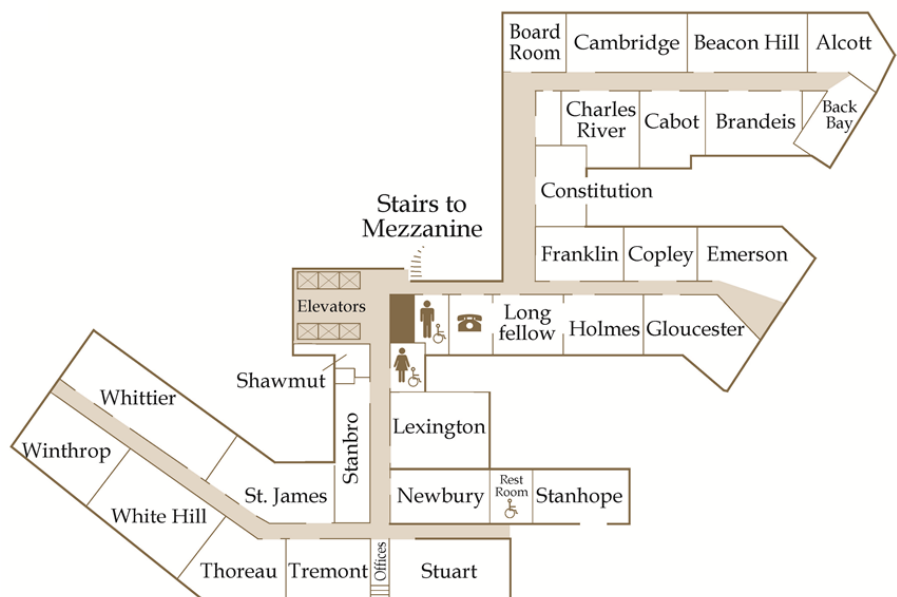 Board
Room
Cambridge
Beacon Hill
Alcott
Charles
River
Cabot
Brandeis
Back
Bay
Constitution
Stairs to
Mezzanine
Franklin
Copley
Emerson
Elevators
Long
fellow
Holmes
Gloucester
Shawmut
Whittier
Stanbro
Lexington
Winthrop
St. James
Newbury
Rest
Room
Stanhope
White Hill
Thoreau
Tremont
Offices
Stuart